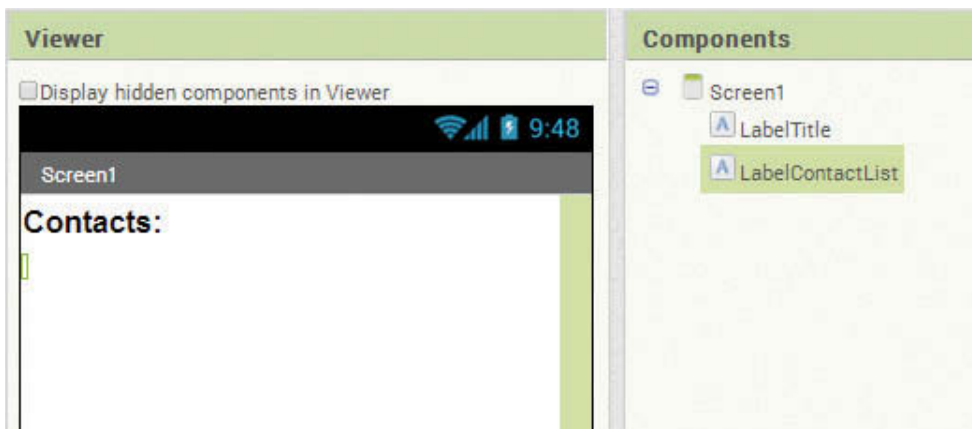 Viewer
Display hidden components in Viewer
9:48
Screen1
Contacts:
Components
Screen1
A LabelTitle
A LabelContactList